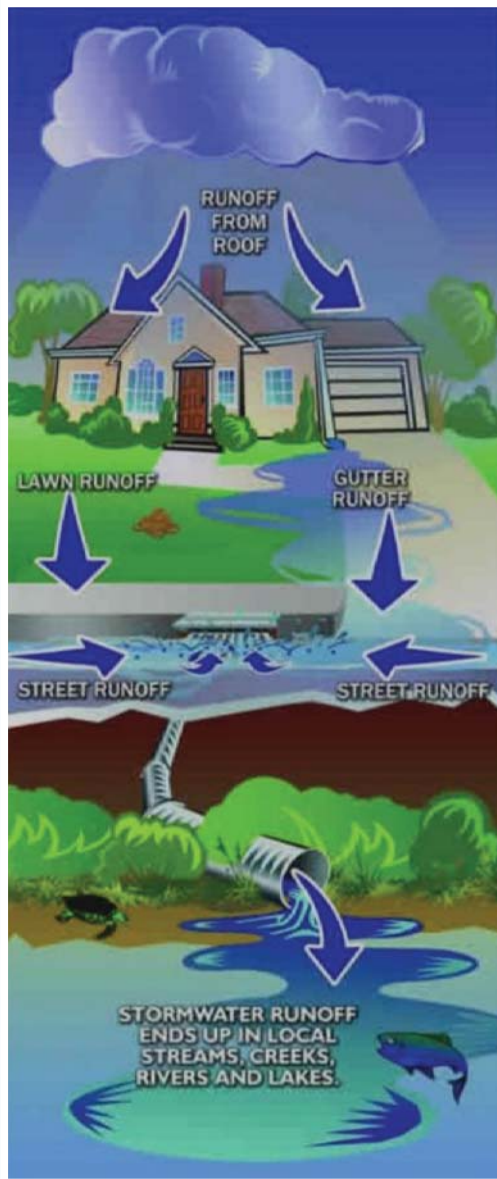 RUNOFF
FROM
ROOF
LAWN RUNOFF
GUTTER
RUNOFF
STREET RUNOFF
STREET RUNOFF
STORMWATER RUNOFF
ENDS UP IN LOCAL
STREAMS, CREEKS,
RIVERS AND LAKES.